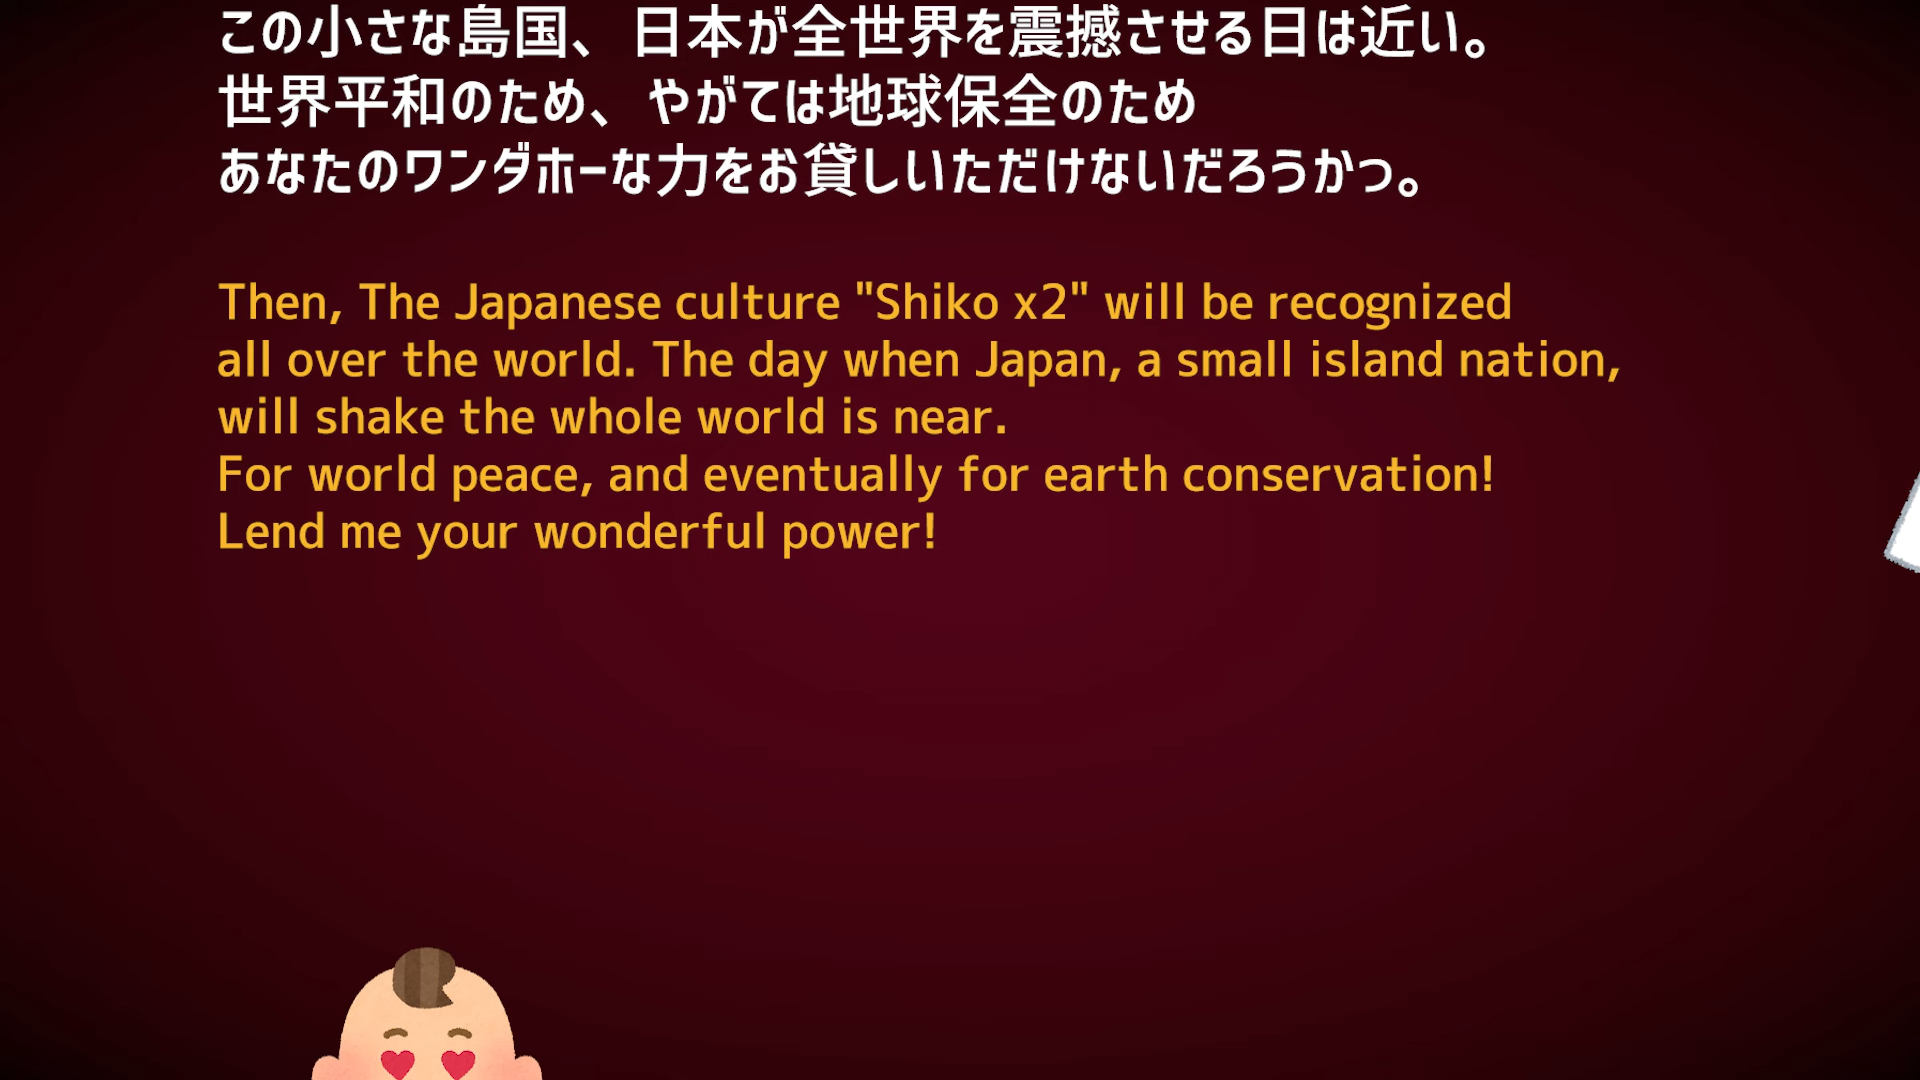 この小さな島国、日本が全世界を震撼させる日は近い。
世界平和のため、やがては地球保全のため
あなたのワンダホーな力をお貸しいただけないだろうかっ。
Then, The Japanese culture "Shiko x2" will be recognized
all over the world. The day when Japan, a small island nation,
will shake the whole world is near.
For world peace, and eventually for earth conservation!
Lend me your wonderful power!